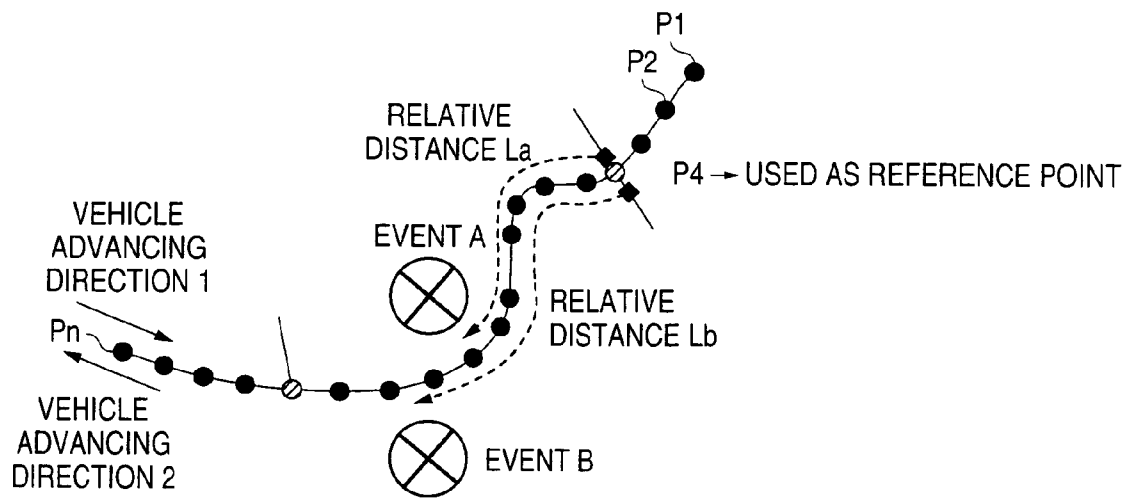 P1
P2
RELATIVE
DISTANCE La
P4 → USED AS REFERENCE POINT
VEHICLE
ADVANCING
DIRECTION 1
EVENT A
RELATIVE
DISTANCE Lb
Pn
VEHICLE
ADVANCING
DIRECTION 2
EVENT B